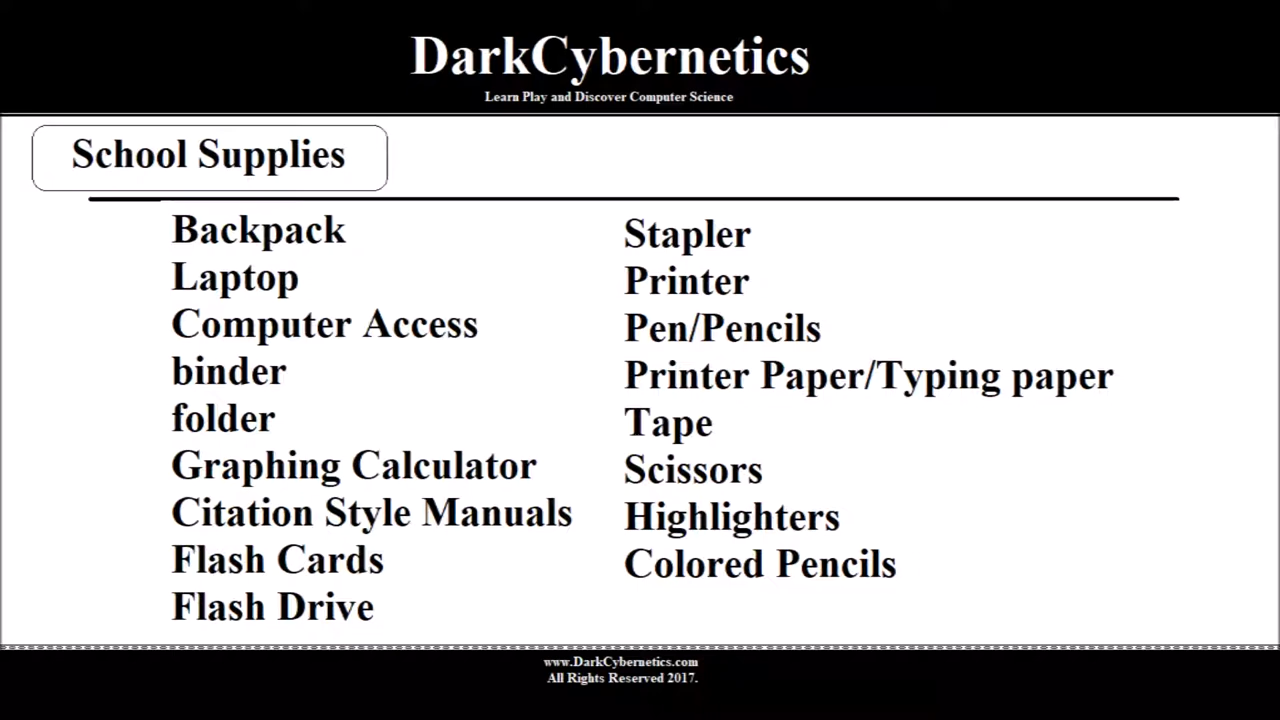 DarkCybernetics
Learn Play and Discover Computer Science
School Supplies
Backpack
Laptop
Computer Access
binder
folder
Graphing Calculator
Citation Style Manuals
Flash Cards
Flash Drive
Stapler
Printer
Pen/Pencils
Printer Paper/Typing paper
Tape
Scissors
Highlighters
Colored Pencils
www.DarkCybernetics.com
All Rights Reserved 2017.